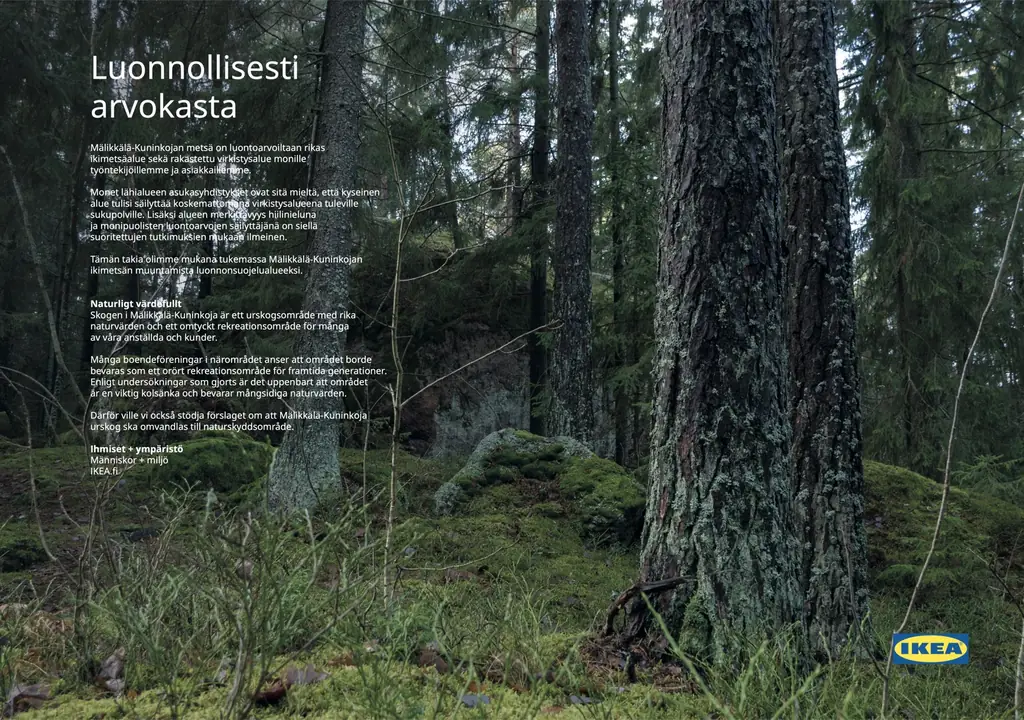 Luonnollisesti
arvokasta
Mälikkälä-Kuninkojan metsä on luontoarvoiltaan rikas
ikimetsäalue sekä rakastettu virkistysalue monille
työntekijöillemme ja asiakkaillemme.
Monet lähialueen asukasyhdistykset ovat sitä mieltä, että kyseinen
alue tulisi säilyttää koskemattomana virkistysalueena tuleville
sukupolville. Lisäksi alueen merkittävyys hiilinieluna
ja monipuolisten luontoarvojen säilyttäjänä on siellä
suoritettujen tutkimuksien mukaan ilmeinen.
Tämän takia olimme mukana tukemassa Mälikkälä-Kuninkojan
ikimetsän muuntamista luonnonsuojelualueeksi.
Naturligt värdefullt
Skogen i Mälikkälä-Kuninkoja är ett urskogsområde med rika
naturvärden och ett omtyckt rekreationsområde för många
av våra anställda och kunder.
Många boendeföreningar i närområdet anser att området borde
bevaras som ett orört rekreationsområde för framtida generationer.
Enligt undersökningar som gjorts är det uppenbart att området
är en viktig kolsänka och bevarar mångsidiga naturvärden.
Därför ville vi också stödja förslaget om att Mälikkälä-Kuninkoja
urskog ska omvandlas till naturskyddsområde.
Ihmiset + ympäristö
Människor + miljö
IKEA.fi
IKEA